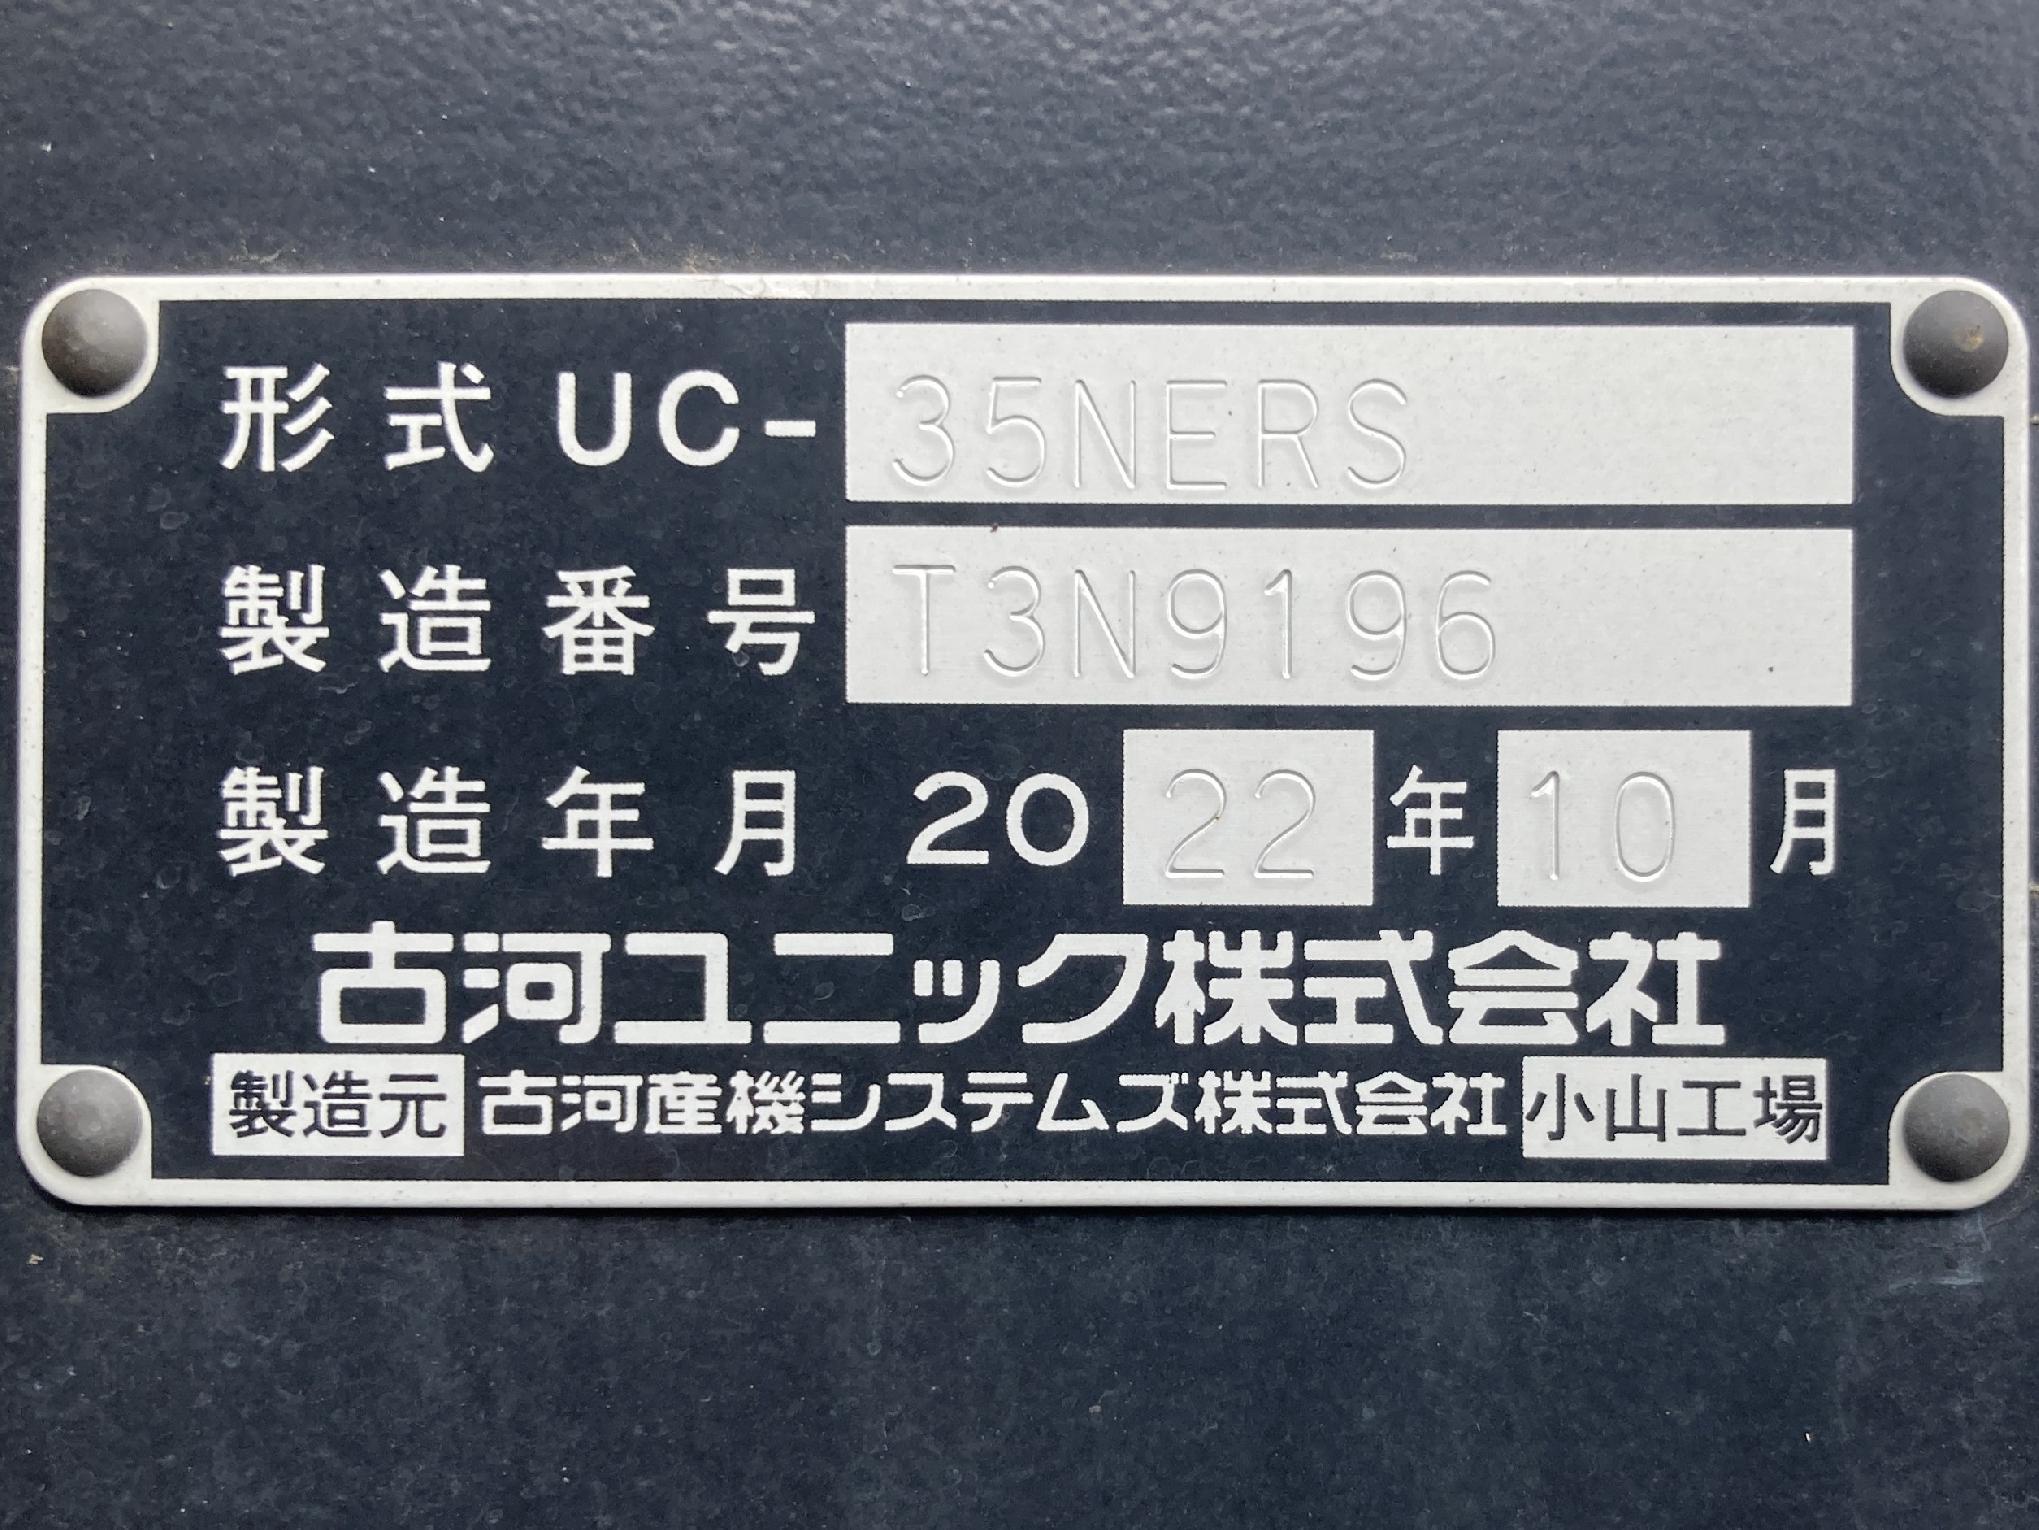 形式 UC- 35NERS
製造番号 T3N9196
製造年月 2022年10月
古河ユニック株式会社
製造元 古河産機システムズ株式会社 小山工場